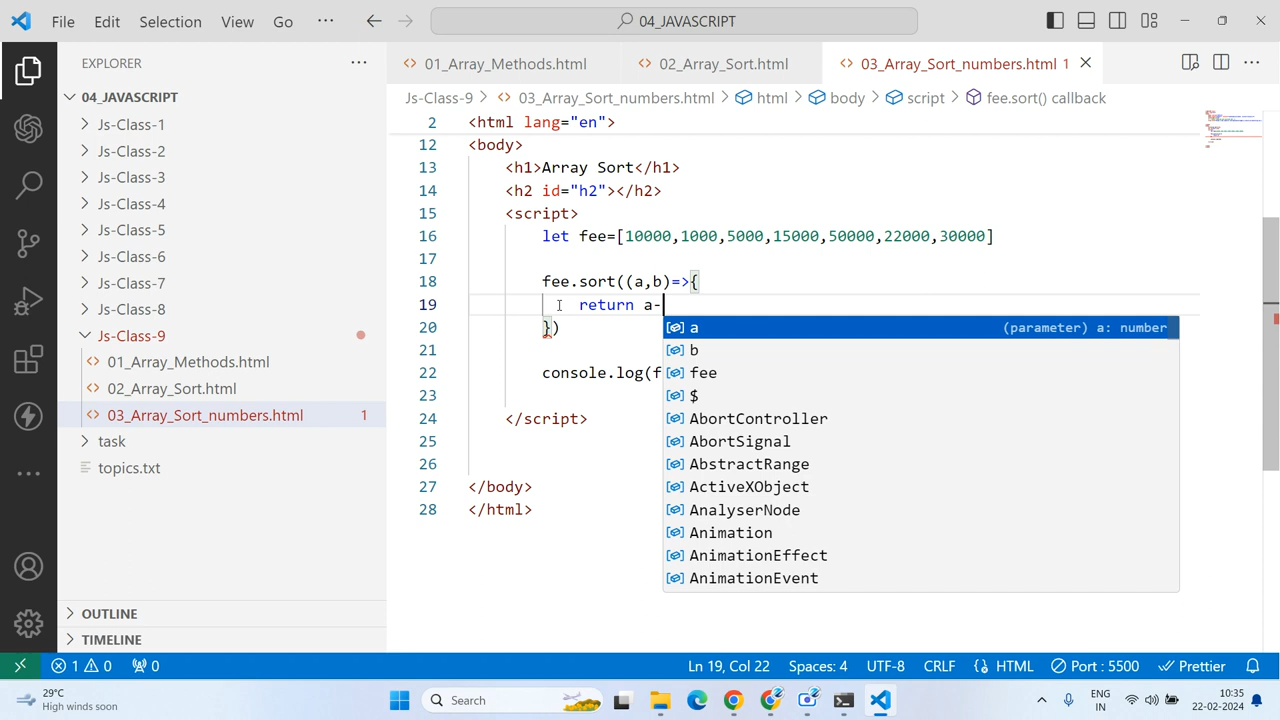 File Edit Selection View Go ··· 04_JAVASCRIPT
EXPLORER ···
04_JAVASCRIPT
Js-Class-1
Js-Class-2
Js-Class-3
Js-Class-4
Js-Class-5
Js-Class-6
Js-Class-7
Js-Class-8
Js-Class-9
01_Array_Methods.html
02_Array_Sort.html
03_Array_Sort_numbers.html 1
task
topics.txt
OUTLINE
TIMELINE
01_Array_Methods.html 02_Array_Sort.html 03_Array_Sort_numbers.html 1
Js-Class-9 > 03_Array_Sort_numbers.html > html > body > script > fee.sort() callback
2 <html lang="en">
12 <body>
13 <h1>Array Sort</h1>
14 <h2 id="h2"></h2>
15 <script>
16 let fee=[10000,1000,5000,15000,50000,22000,30000]
17
18 fee.sort((a,b)=>{
19 return a-
20 })
21
22 console.log(f
23
24 </script>
25
26
27 </body>
28 </html>
a (parameter) a: number
b
fee
$
AbortController
AbortSignal
AbstractRange
ActiveXObject
AnalyserNode
Animation
AnimationEffect
AnimationEvent
1 0 0 Ln 19, Col 22 Spaces: 4 UTF-8 CRLF HTML Port : 5500 Prettier
29°C
High winds soon
Search
ENG
IN
10:35
22-02-2024